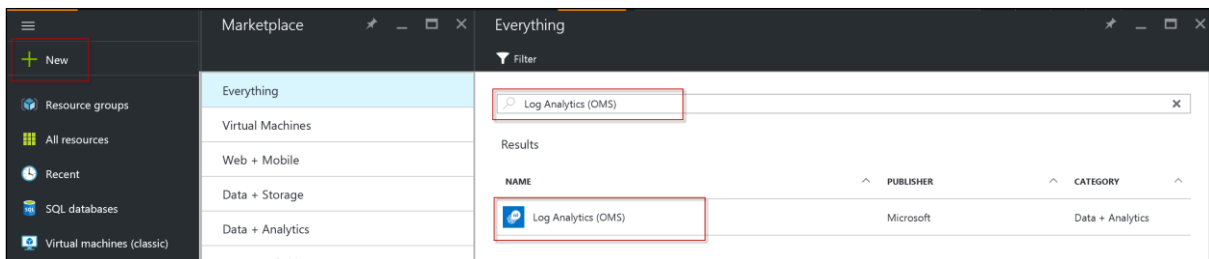 Marketplace
Everything
New
Filter
Resource groups
All resources
Recent
SQL databases
Virtual machines (classic)
Everything
Virtual Machines
Web + Mobile
Data + Storage
Data + Analytics
Log Analytics (OMS)
Results
NAME PUBLISHER CATEGORY
Log Analytics (OMS) Microsoft Data + Analytics